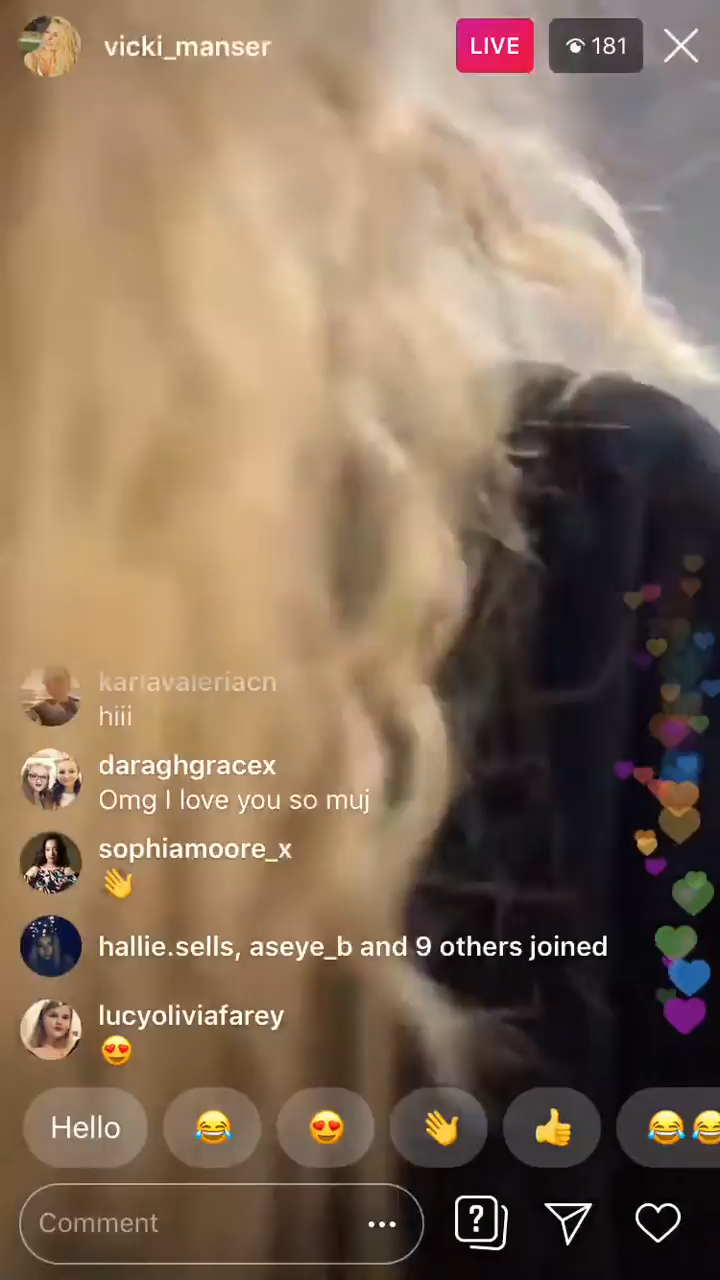 vicki_manser
LIVE
181
karlavaleriacn
hiii
daraghgracex
Omg I love you so muj
sophiamoore_x
👋
hallie.sells, aseye_b and 9 others joined
lucyoliviafarey
😍
Hello 😂 😍 👋 👍 😂😂
Comment ... ?